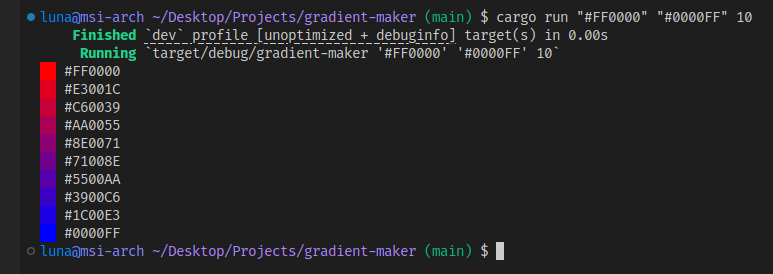 luna@msi-arch ~/Desktop/Projects/gradient-maker (main) $ cargo run "#FF0000" "#0000FF" 10
Finished `dev` profile [unoptimized + debuginfo] target(s) in 0.00s
Running `target/debug/gradient-maker '#FF0000' '#0000FF' 10`
#FF0000
#E3001C
#C60039
#AA0055
#8E0071
#71008E
#5500AA
#3900C6
#1C00E3
#0000FF
luna@msi-arch ~/Desktop/Projects/gradient-maker (main) $